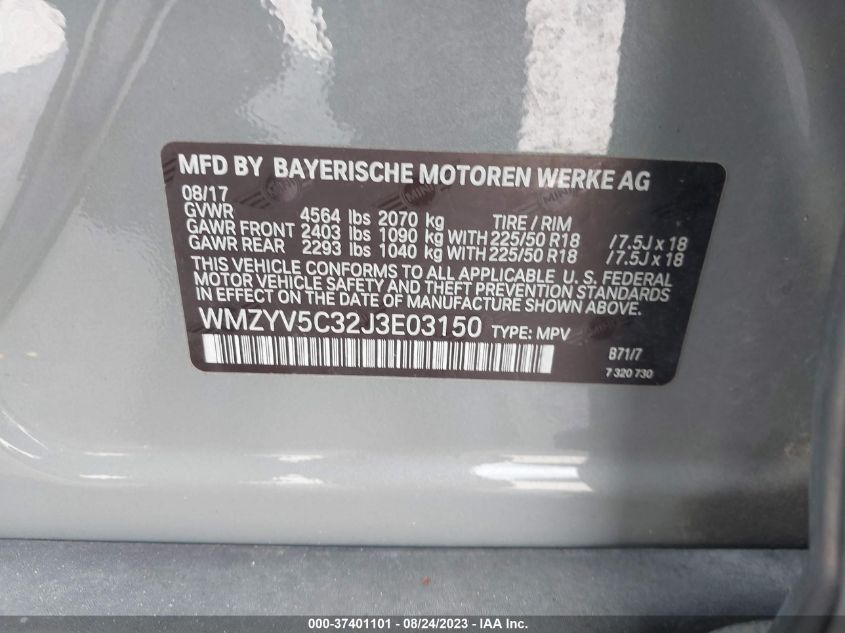 MFD BY BAYERISCHE MOTOREN WERKE AG
08/17
GVWR 4564 lbs 2070 kg TIRE / RIM
GAWR FRONT 2403 lbs 1090 kg WITH 225/50 R18 /7.5J x 18
GAWR REAR 2293 lbs 1040 kg WITH 225/50 R18 /7.5J x 18
THIS VEHICLE CONFORMS TO ALL APPLICABLE U.S. FEDERAL
MOTOR VEHICLE SAFETY AND THEFT PREVENTION STANDARDS
IN EFFECT ON THE DATE OF MANUFACTURE SHOWN ABOVE.
WMZYV5C32J3E03150 TYPE: MPV
B71/7
7 320 730
000-37401101 - 08/24/2023 - IAA Inc.